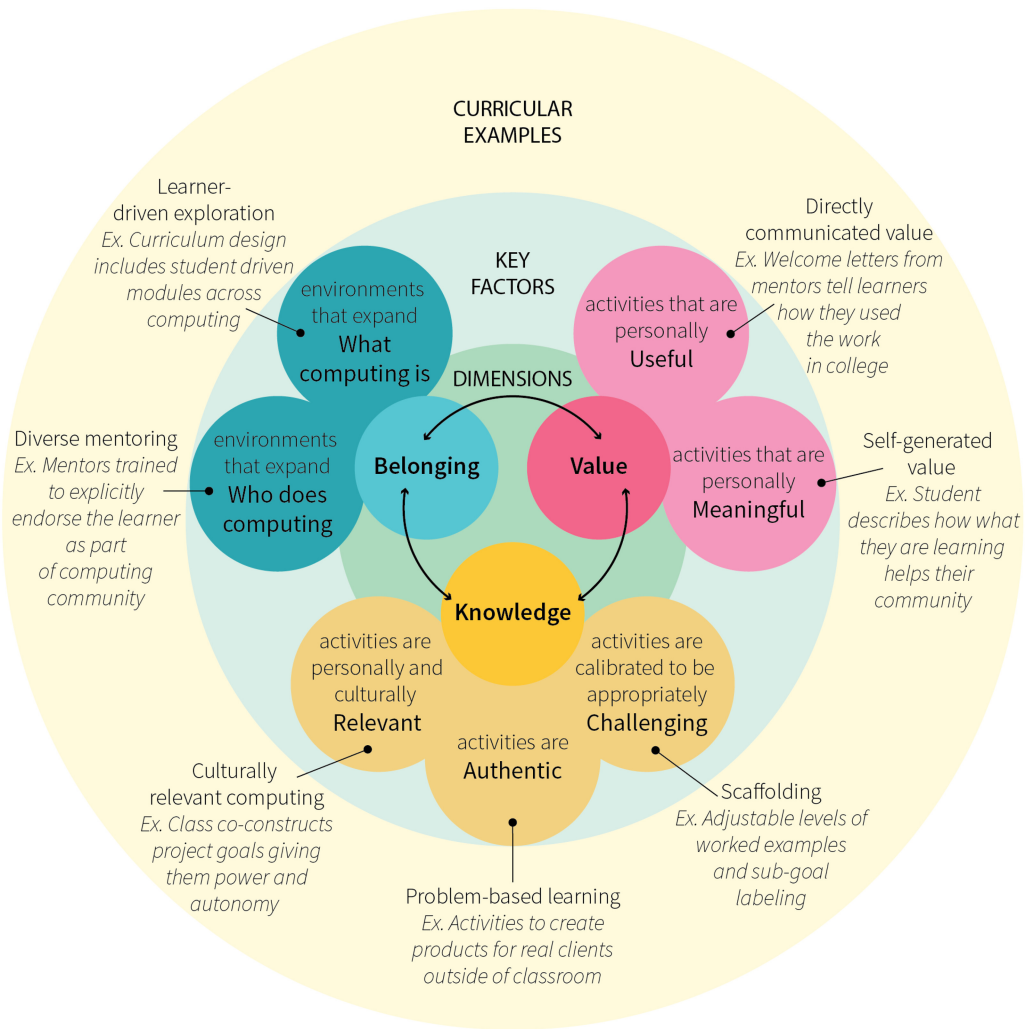 CURRICULAR
EXAMPLES
Learner-
driven exploration
Ex. Curriculum design
includes student driven
modules across
computing
Directly
communicated value
Ex. Welcome letters from
mentors tell learners
how they used
the work
in college
KEY
FACTORS
environments
that expand
What
computing is
activities that are
personally
Useful
DIMENSIONS
Diverse mentoring
Ex. Mentors trained
to explicitly
endorse the learner
as part
of computing
community
environments
that expand
Who does
computing
Belonging
Value
activities that are
personally
Meaningful
Self-generated
value
Ex. Student
describes how what
they are learning
helps their
community
Knowledge
activities are
personally and
culturally
Relevant
activities are
Authentic
activities are
calibrated to be
appropriately
Challenging
Culturally
relevant computing
Ex. Class co-constructs
project goals giving
them power and
autonomy
Problem-based learning
Ex. Activities to create
products for real clients
outside of classroom
Scaffolding
Ex. Adjustable levels of
worked examples
and sub-goal
labeling